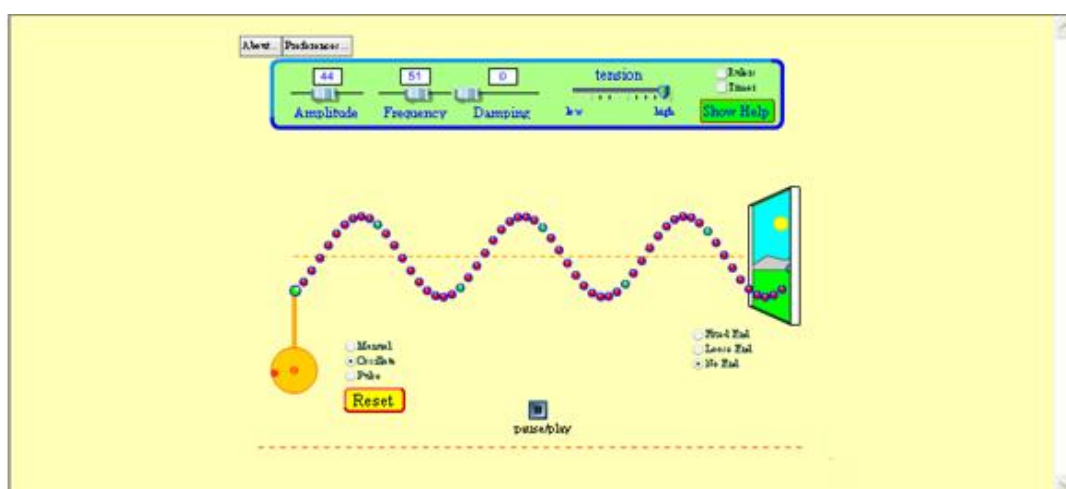 About... Preferences...
44 51 0 tension Ruler
Timer
Amplitude Frequency Damping low high Show Help
Manual
Oscillate
Pulse
Reset
Fixed End
Loose End
No End
pause/play